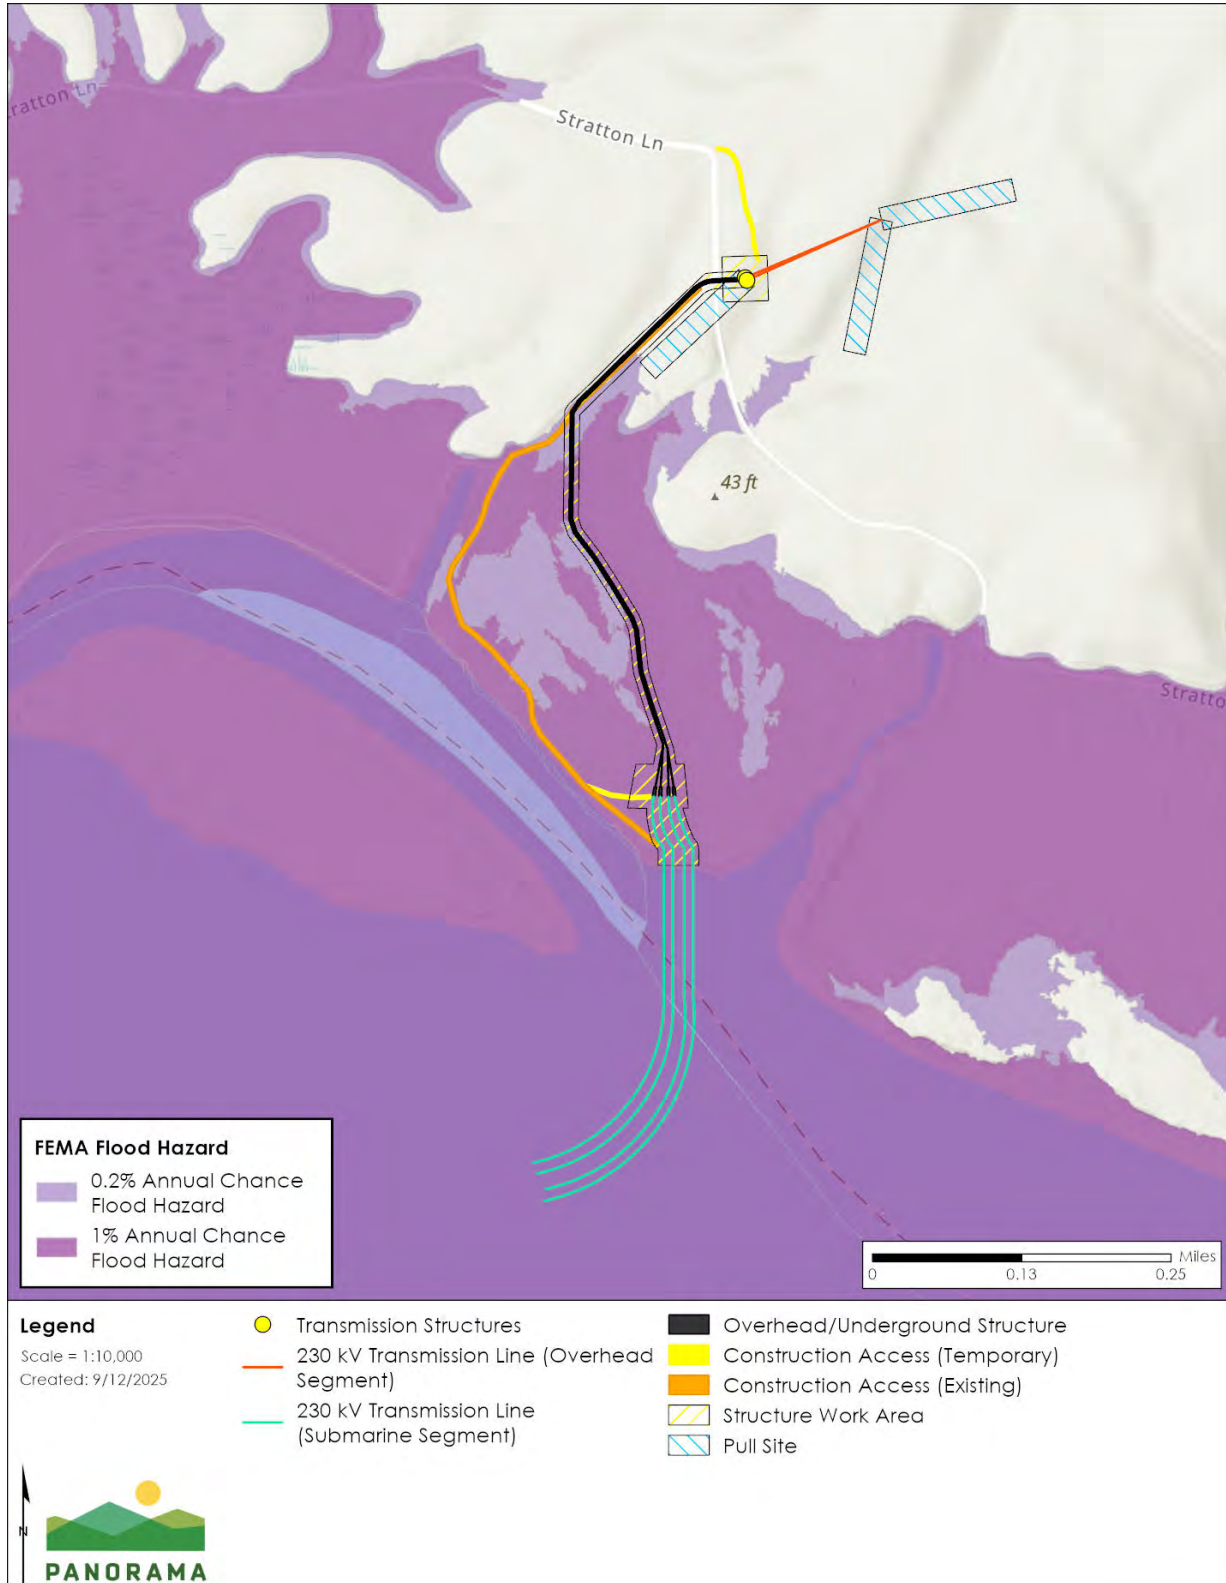 ratton Ln
Stratton Ln
43 ft
Stratto
FEMA Flood Hazard
0.2% Annual Chance
Flood Hazard
1% Annual Chance
Flood Hazard
Miles
0
0.13
0.25
Legend
Scale = 1:10,000
Created: 9/12/2025
Transmission Structures
230 kV Transmission Line (Overhead
Segment)
230 kV Transmission Line
(Submarine Segment)
Overhead/Underground Structure
Construction Access (Temporary)
Construction Access (Existing)
Structure Work Area
Pull Site
N
PANORAMA